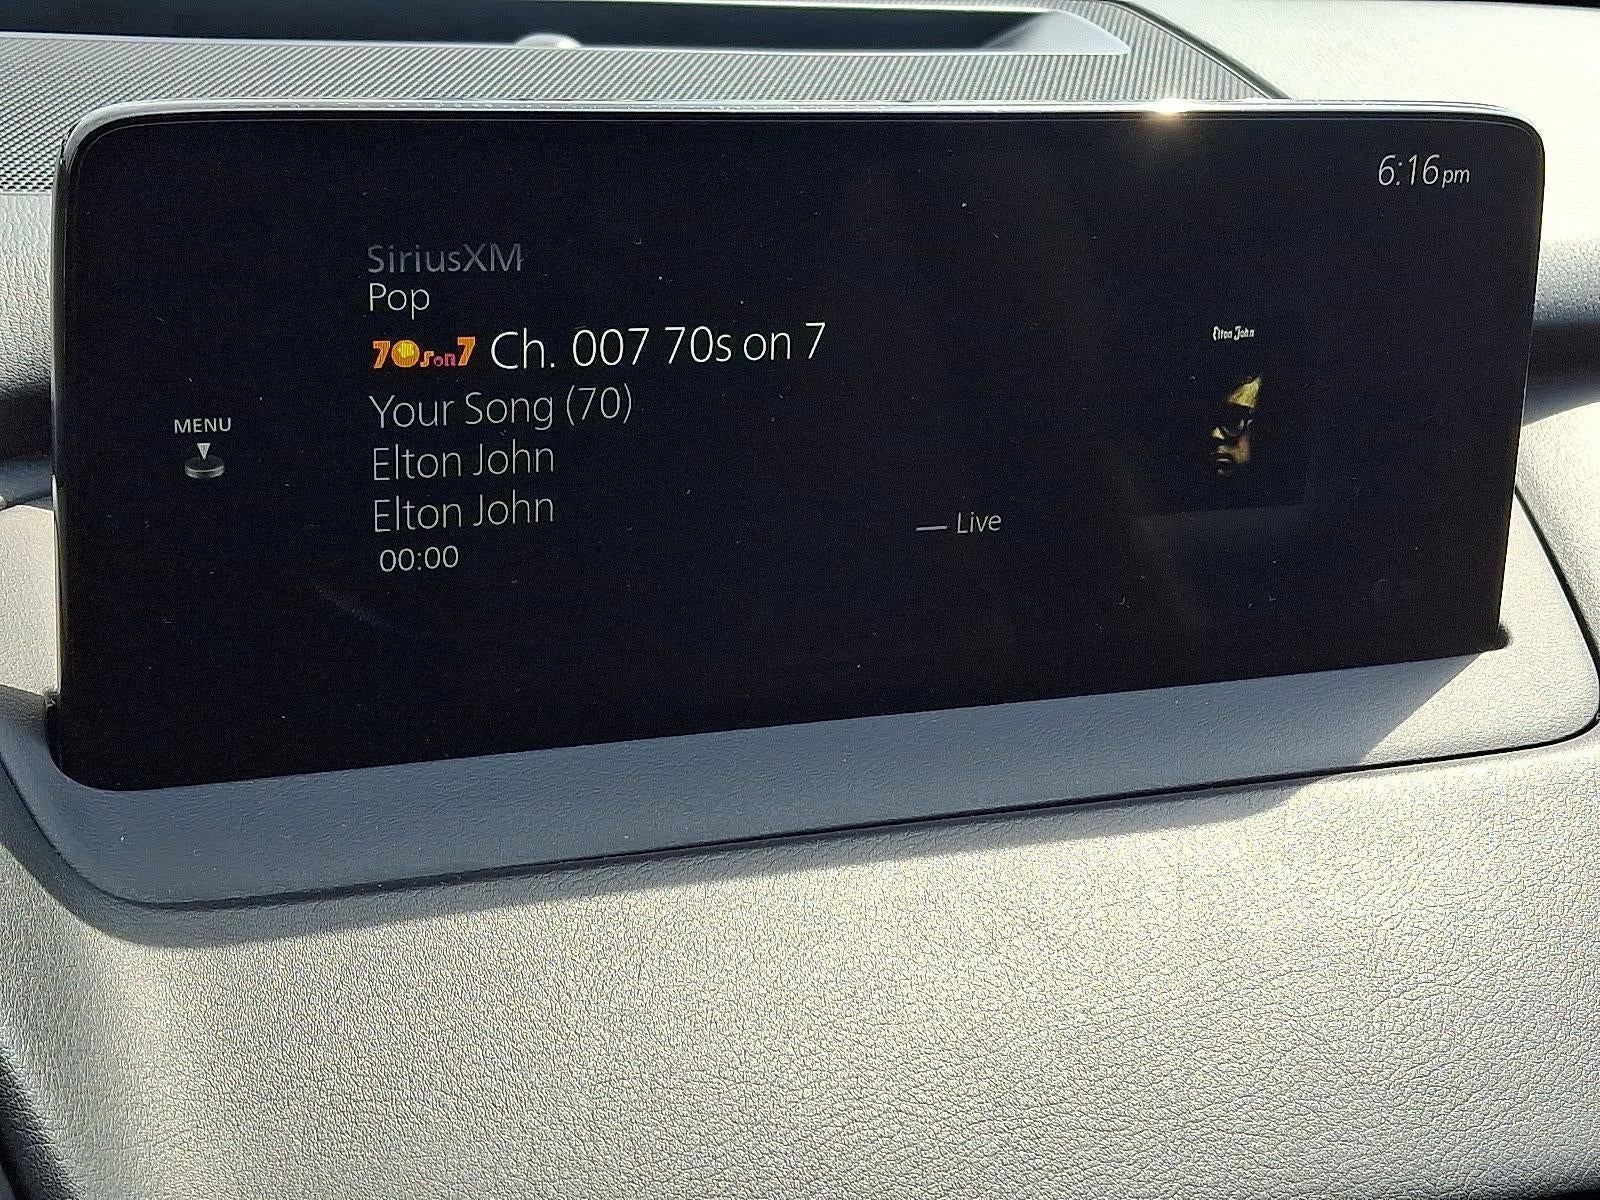 6:16pm
SiriusXM
Pop
70s on 7 Ch. 007 70s on 7
Your Song (70)
Elton John
Elton John
00:00
Live
MENU
Elton John